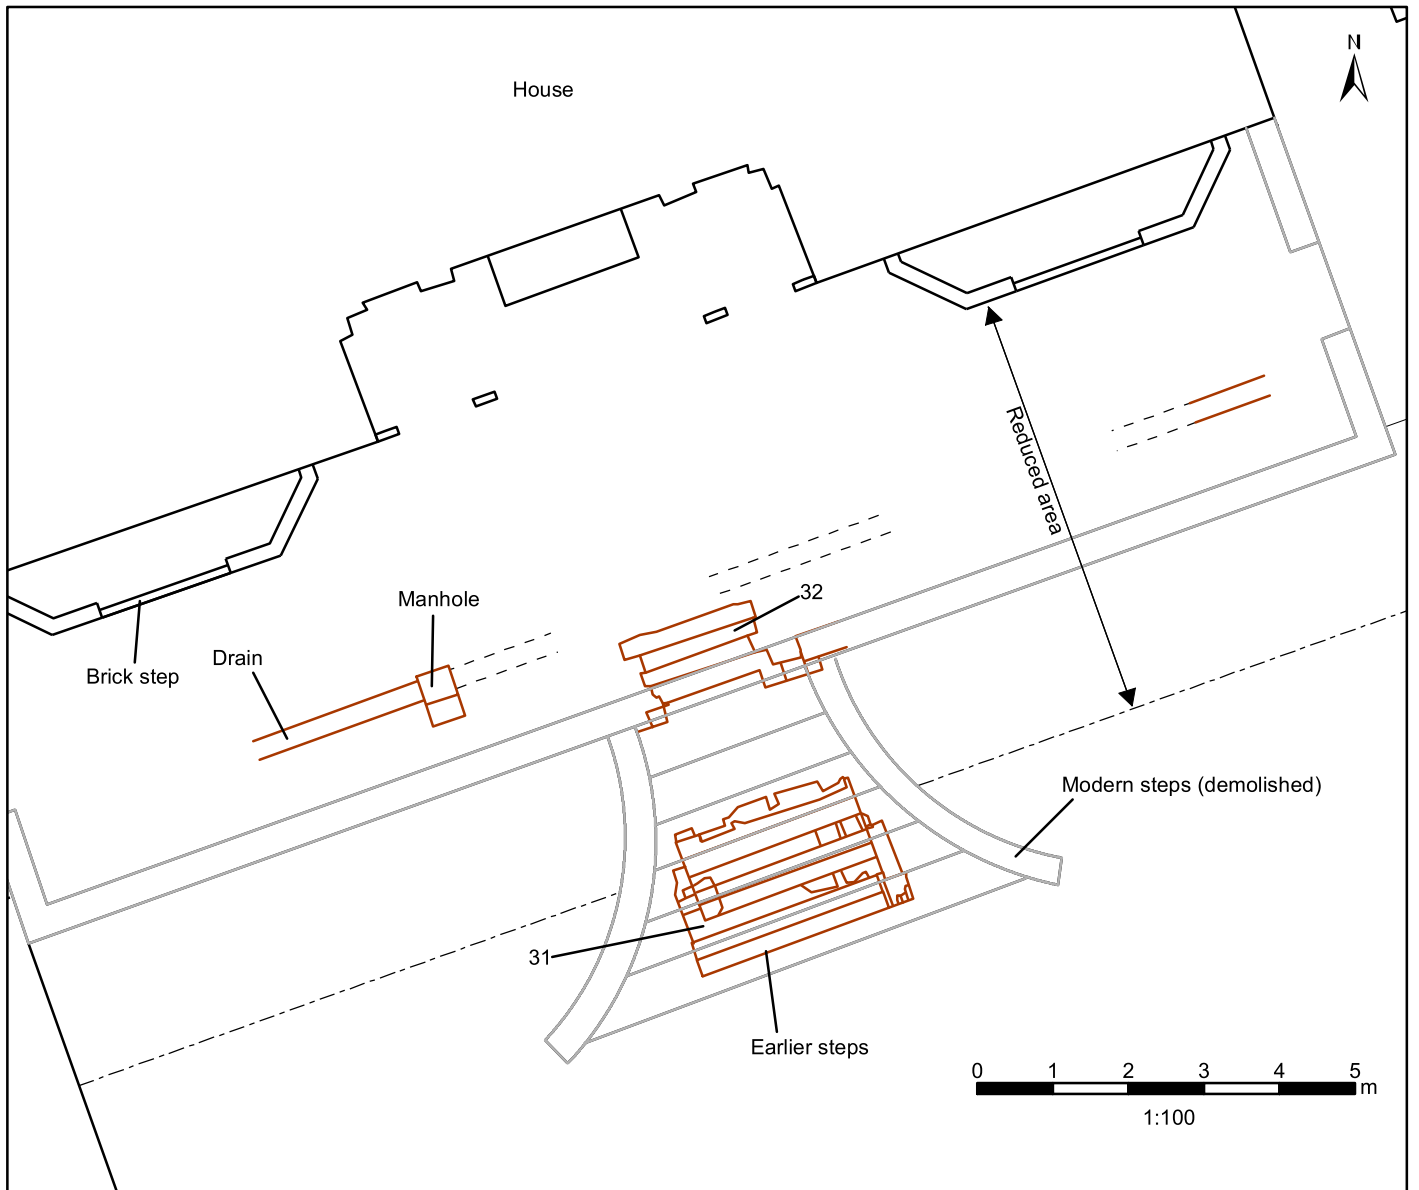 N
House
Reduced area
32
Manhole
Drain
Brick step
Modern steps (demolished)
31
Earlier steps
0 1 2 3 4 5
m
1:100